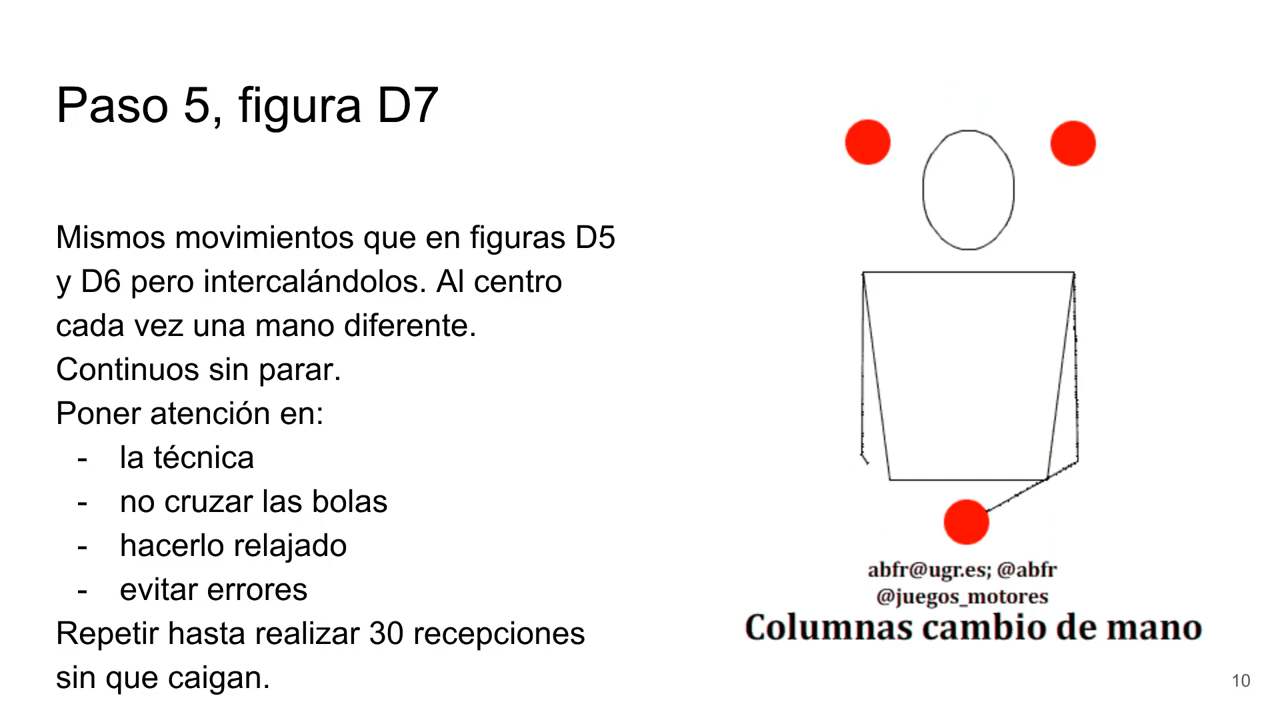 Paso 5, figura D7
Mismos movimientos que en figuras D5
y D6 pero intercalándolos. Al centro
cada vez una mano diferente.
Continuos sin parar.
Poner atención en:
- la técnica
- no cruzar las bolas
- hacerlo relajado
- evitar errores
Repetir hasta realizar 30 recepciones
sin que caigan.
abfr@ugr.es; @abfr
@juegos_motores
Columnas cambio de mano
10